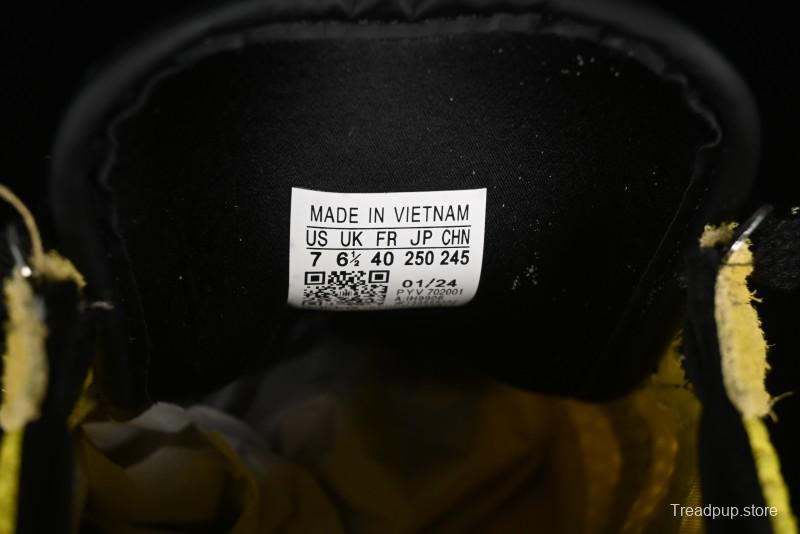 MADE IN VIETNAM
US UK FR JP CHN
7 6½ 40 250 245
01/24
PYV 702001
Treadpup.store